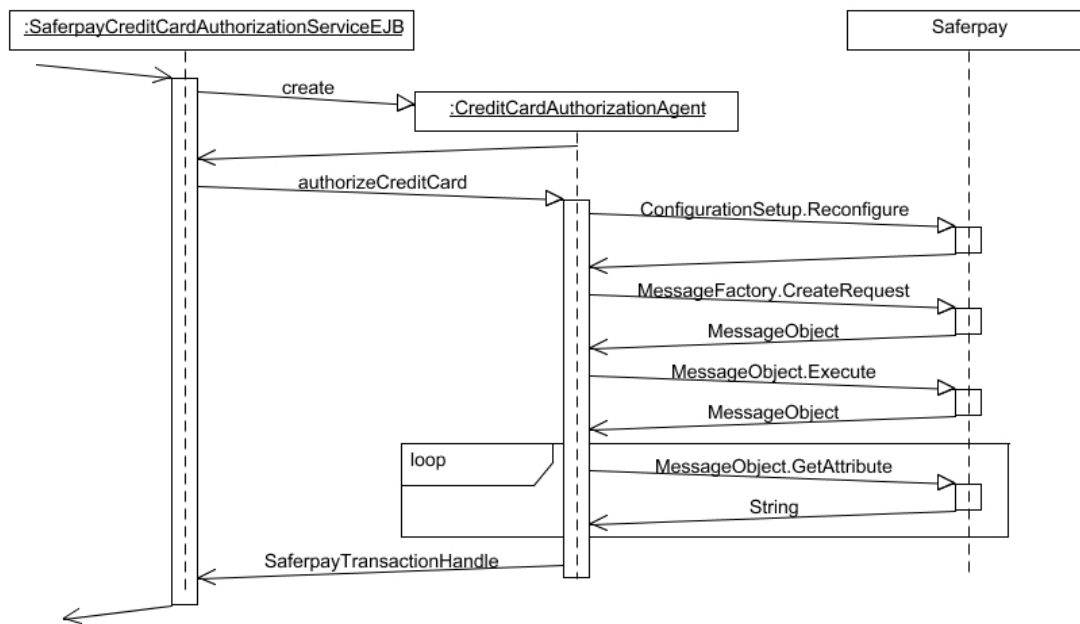 :SaferpayCreditCardAuthorizationServiceEJB
Saferpay
create
:CreditCardAuthorizationAgent
authorizeCreditCard
ConfigurationSetup.Reconfigure
MessageFactory.CreateRequest
MessageObject
MessageObject.Execute
MessageObject
loop
MessageObject.GetAttribute
String
SaferpayTransactionHandle